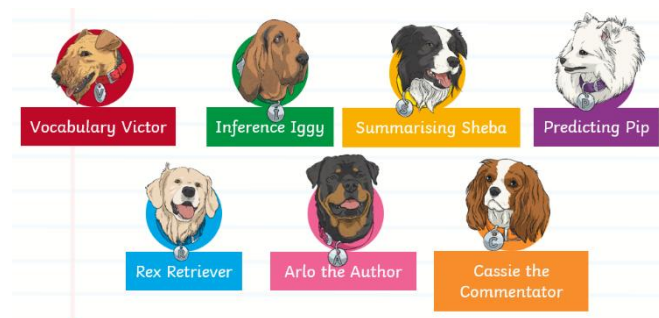 Vocabulary Victor
Inference Iggy
Summarising Sheba
Predicting Pip
Rex Retriever
Arlo the Author
Cassie the
Commentator